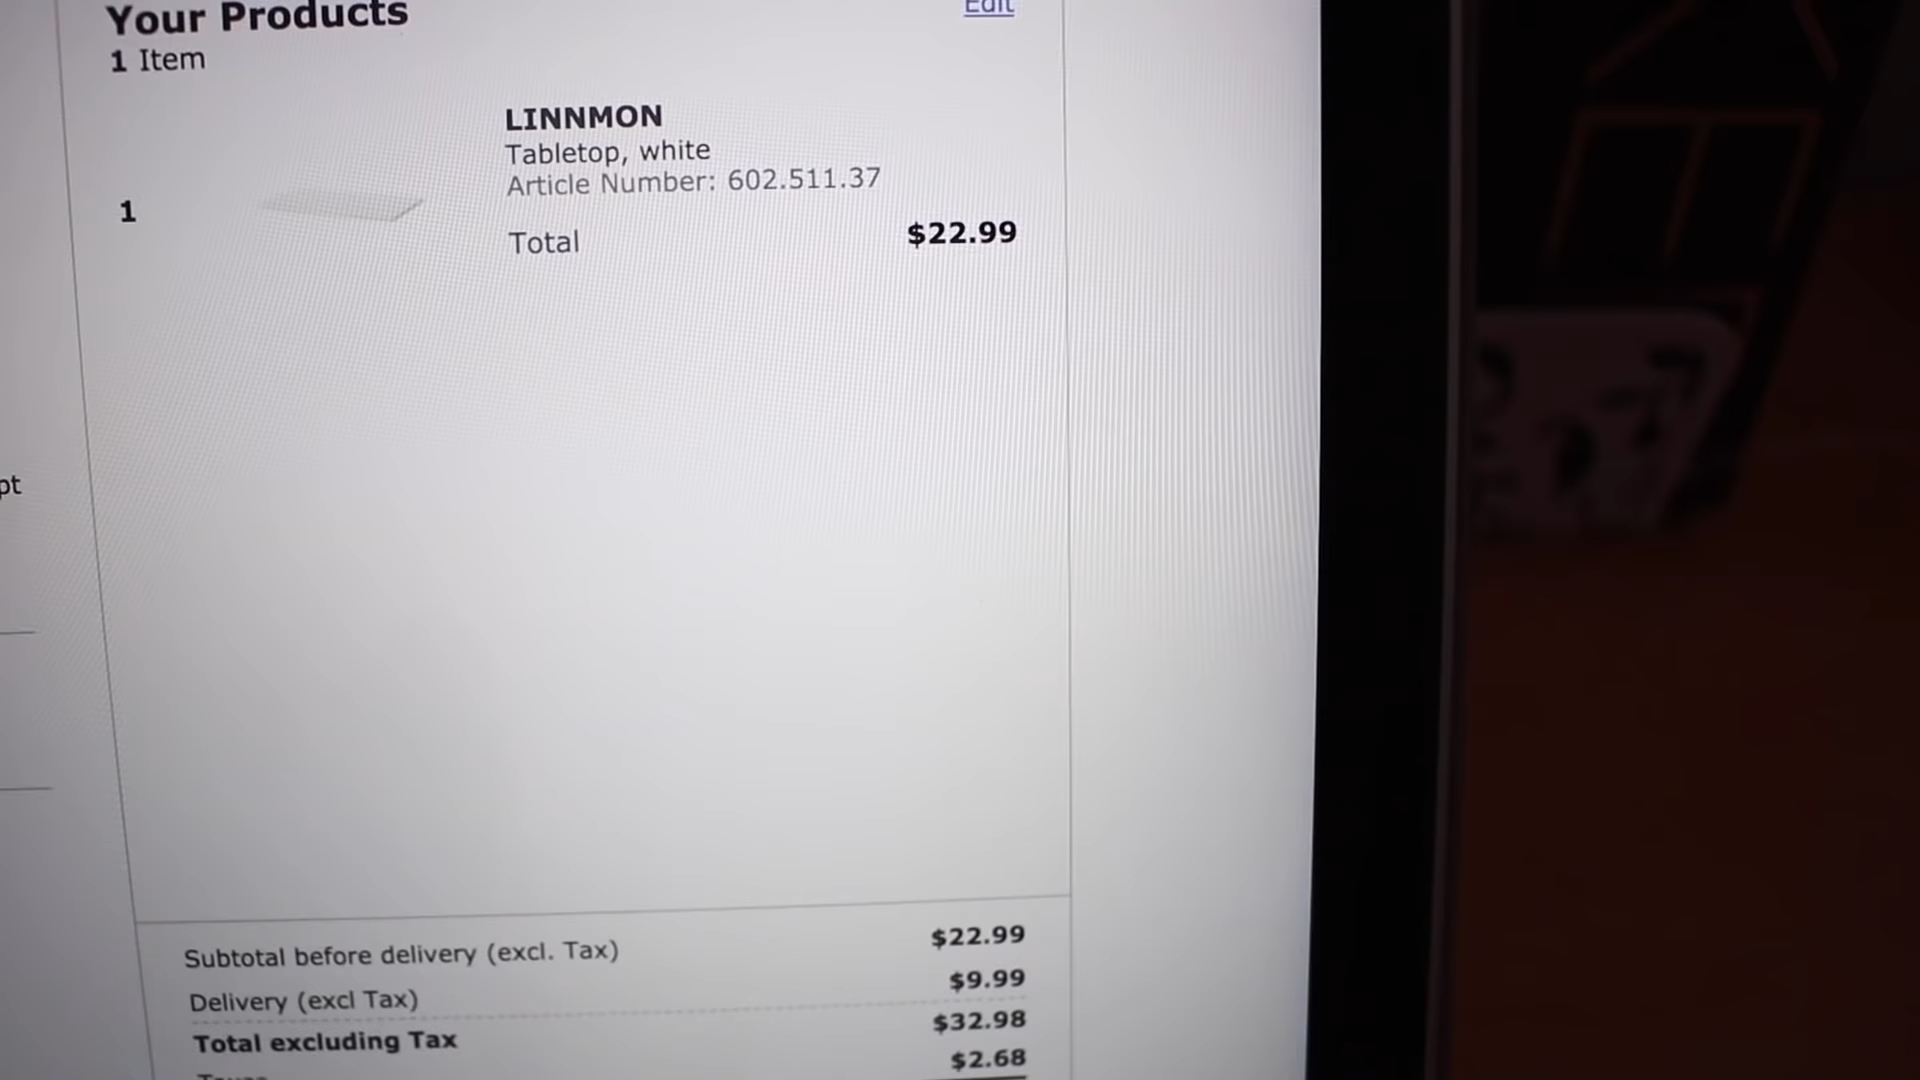 Your Products
Edit
1 Item
LINNMON
Tabletop, white
Article Number: 602.511.37
1
Total $22.99
pt
Subtotal before delivery (excl. Tax) $22.99
Delivery (excl Tax) $9.99
Total excluding Tax $32.98
$2.68